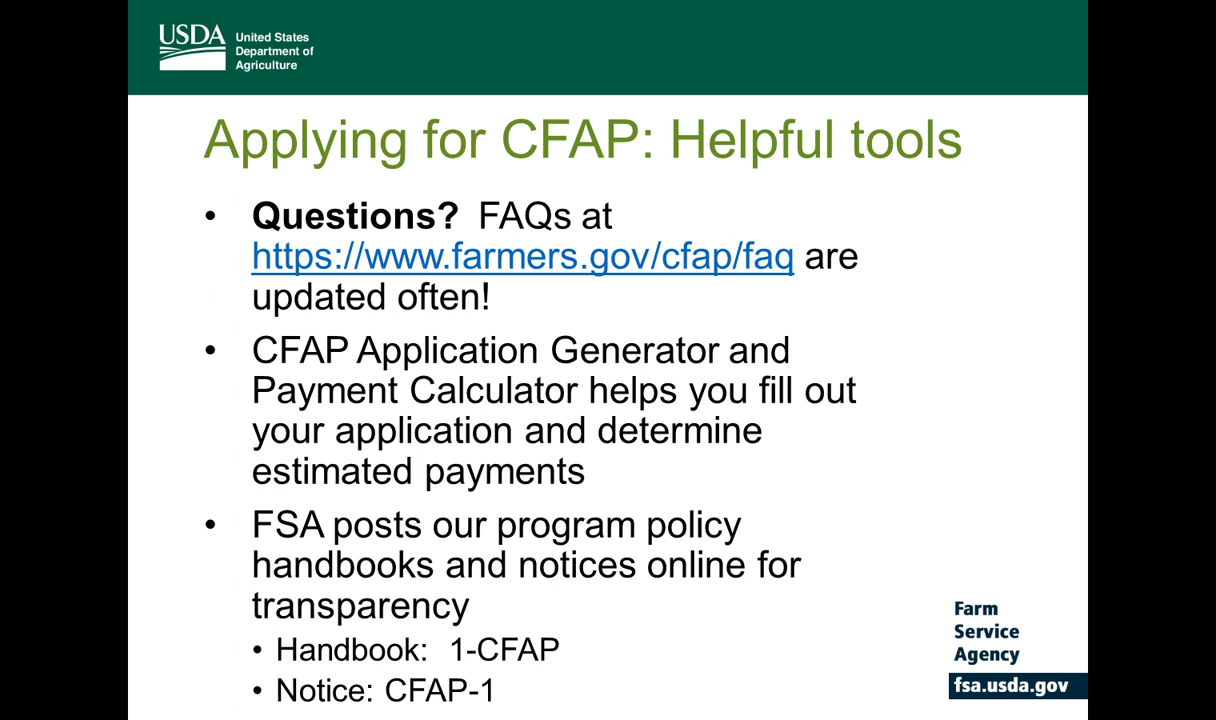 USDA
United States
Department of
Agriculture
Applying for CFAP: Helpful tools
• Questions? FAQs at
https://www.farmers.gov/cfap/faq are
updated often!
• CFAP Application Generator and
Payment Calculator helps you fill out
your application and determine
estimated payments
• FSA posts our program policy
handbooks and notices online for
transparency
• Handbook: 1-CFAP
• Notice: CFAP-1
Farm
Service
Agency
fsa.usda.gov